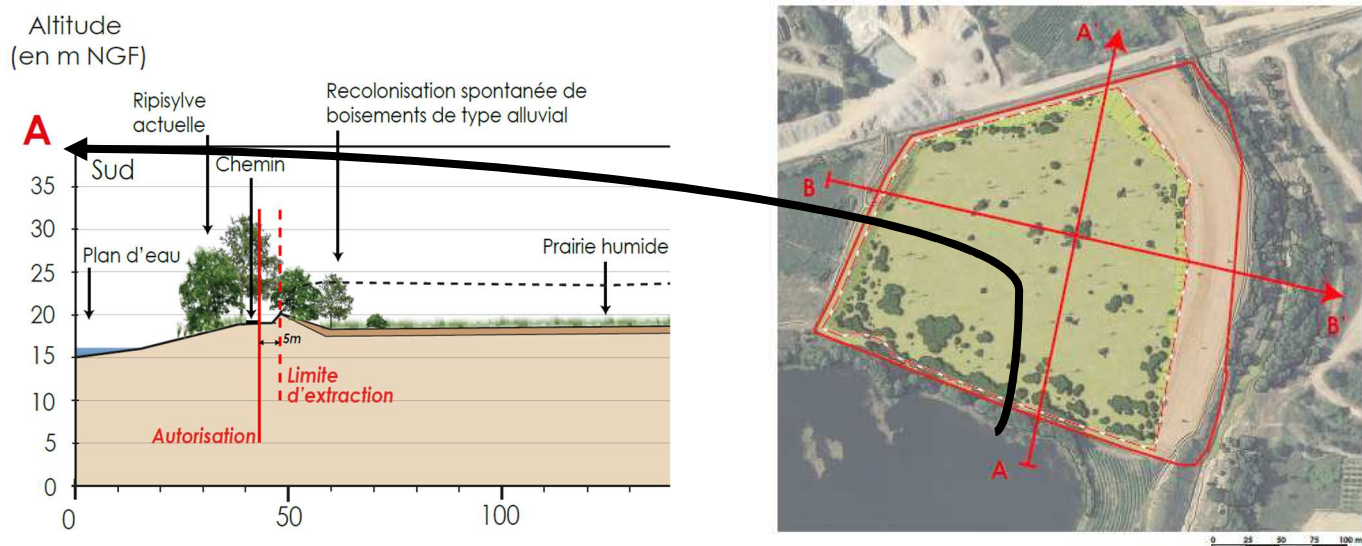 Altitude
(en m NGF)
A
Sud
Ripisylve
actuelle
Recolonisation spontanée de
boisements de type alluvial
Chemin
Plan d'eau
Prairie humide
5m
Limite
d'extraction
Autorisation
35
30
25
20
15
10
5
0
0
50
100
A'
B
B'
A
0 25 50 75 100 m